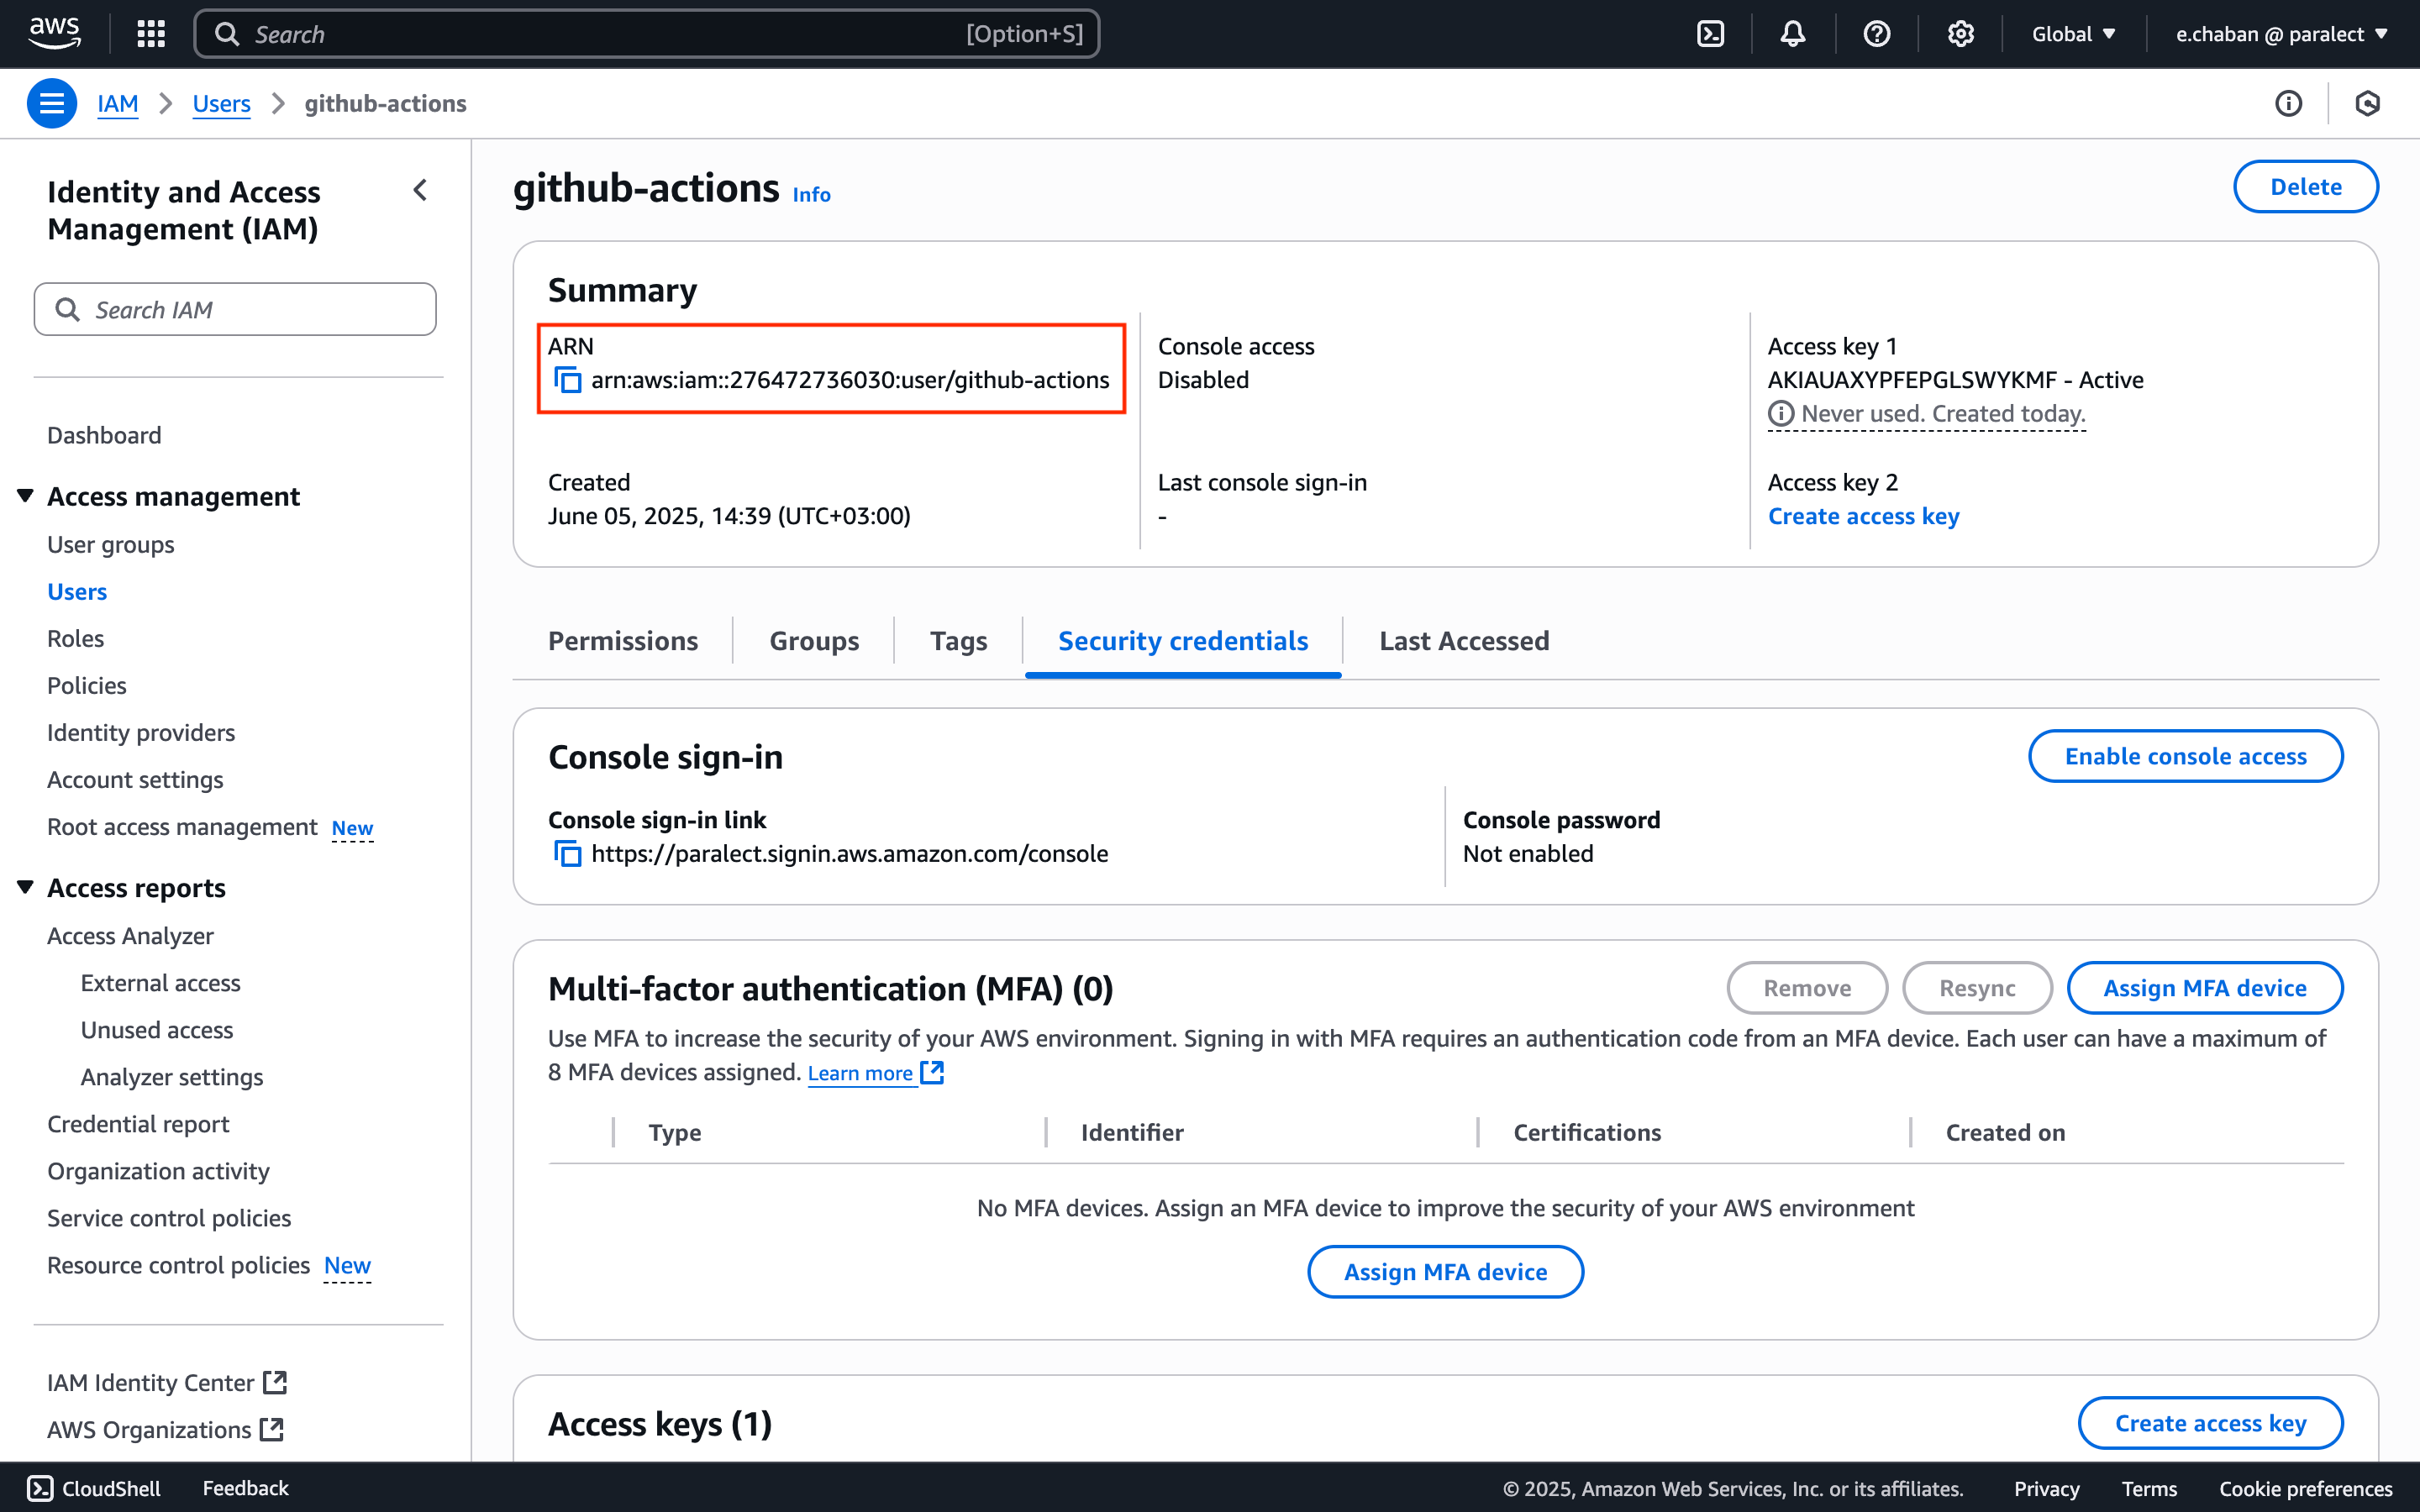 aws
Search [Option+S]
Global
e.chaban @ paralect
IAM > Users > github-actions
Identity and Access
Management (IAM)
Search IAM
Dashboard
Access management
User groups
Users
Roles
Policies
Identity providers
Account settings
Root access management New
Access reports
Access Analyzer
External access
Unused access
Analyzer settings
Credential report
Organization activity
Service control policies
Resource control policies New
IAM Identity Center
AWS Organizations
github-actions Info
Delete
Summary
ARN
arn:aws:iam::276472736030:user/github-actions
Console access
Disabled
Access key 1
AKIAUAXYPFEPGLSWYKMF - Active
Never used. Created today.
Created
June 05, 2025, 14:39 (UTC+03:00)
Last console sign-in
-
Access key 2
Create access key
Permissions Groups Tags Security credentials Last Accessed
Console sign-in
Enable console access
Console sign-in link
https://paralect.signin.aws.amazon.com/console
Console password
Not enabled
Multi-factor authentication (MFA) (0)
Remove Resync Assign MFA device
Use MFA to increase the security of your AWS environment. Signing in with MFA requires an authentication code from an MFA device. Each user can have a maximum of
8 MFA devices assigned. Learn more
Type Identifier Certifications Created on
No MFA devices. Assign an MFA device to improve the security of your AWS environment
Assign MFA device
Access keys (1)
Create access key
CloudShell Feedback
© 2025, Amazon Web Services, Inc. or its affiliates. Privacy Terms Cookie preferences